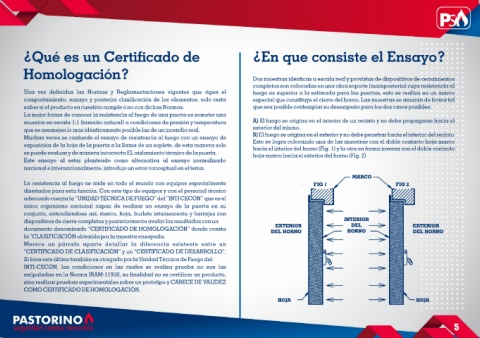 PS
¿Qué es un Certificado de
Homologación?
Una vez definidas las Normas y Reglamentaciones vigentes que rigen el
comportamiento, ensayo y posterior clasificación de los elementos, solo resta
saber si el producto en cuestión cumple ó no con dichas Normas.
La mejor forma de conocer la resistencia al fuego de una puerta es someter una
muestra en escala 1:1 (tamaño natural) a condiciones de presión y temperatura
que se asemejen lo mas idénticamente posible las de un incendio real.
Muchas veces se confunde el ensayo de resistencia al fuego con un ensayo de
exposición de la hoja de la puerta a la llama de un soplete, de esta manera solo
se puede evaluar y de manera incorrecta EL aislamiento térmico de la puerta.
Este ensayo al estar planteado como alternativo al ensayo normalizado
nacional e internacionalmente, introdujo un error conceptual en el tema.
La resistencia al fuego se mide en todo el mundo con equipos especialmente
diseñados para esta función. Con este tipo de equipos y con el personal técnico
adecuado cuenta la "UNIDAD TÉCNICA DE FUEGO" del "INTI CECON" que es el
único organismo nacional capaz de realizar un ensayo de la puerta en su
conjunto, entendiéndose así, marco, hoja, burlete intumescente y herrajes con
dispositivos de cierre completos y posteriormente avalar los resultados con un
documento denominado "CERTIFICADO DE HOMOLOGACIÓN" donde consta
la "CLASIFICACIÓN obtenida por la muestra ensayada.
Merece un párrafo aparte detallar la diferencia existente entre un
"CERTIFICADO DE CLASIFICACIÓN" y un "CERTIFICADO DE DESARROLLO".
Si bien este último también es otorgado por la Unidad Técnica de Fuego del
INTI-CECON, las condiciones en las cuales se realiza prueba no son las
estipuladas en la Norma IRAM-11950, su finalidad no es certificar un producto,
sino realizar pruebas experimentales sobre un prototipo y CARECE DE VALIDEZ
COMO CERTIFICADO DE HOMOLOGACIÓN.
¿En que consiste el Ensayo?
Dos muestras idénticas a escala real y provistas de dispositivos de cerramientos
completos son colocadas en una obra soporte (mampostería) cuya resistencia al
fuego es superior a la estimada para las puertas, esto se realiza en un marco
especial que constituye el cierre del horno. Las muestras se amuran de forma tal
que sea posible contemplar su desempeño para los dos casos posibles:
A) El fuego se origina en el interior de un recinto y no debe propagarse hacia el
exterior del mismo.
B) El fuego se origina en el exterior y no debe penetrar hacia el interior del recinto
Esto se logra colocando una de las muestras con el doble contacto hoja-marco
hacia el interior del horno (Fig. 1) y la otra en forma inversa con el doble contacto
hoja-marco hacia el exterior del horno (Fig. 2)
MARCO
FIG 1
FIG 2
EXTERIOR
DEL HORNO
INTERIOR
DEL
HORNO
EXTERIOR
DEL HORNO
HOJA
HOJA
PASTORINO
seguridad contra incendios
5